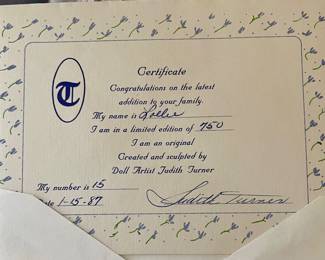 T
Certificate
Congratulations on the latest
addition to your family.
My name is Lollie
I am in a limited edition of 750
I am an original
Created and sculpted by
Doll Artist Judith Turner
My number is 15
ate 1-15-87
Judith Turner